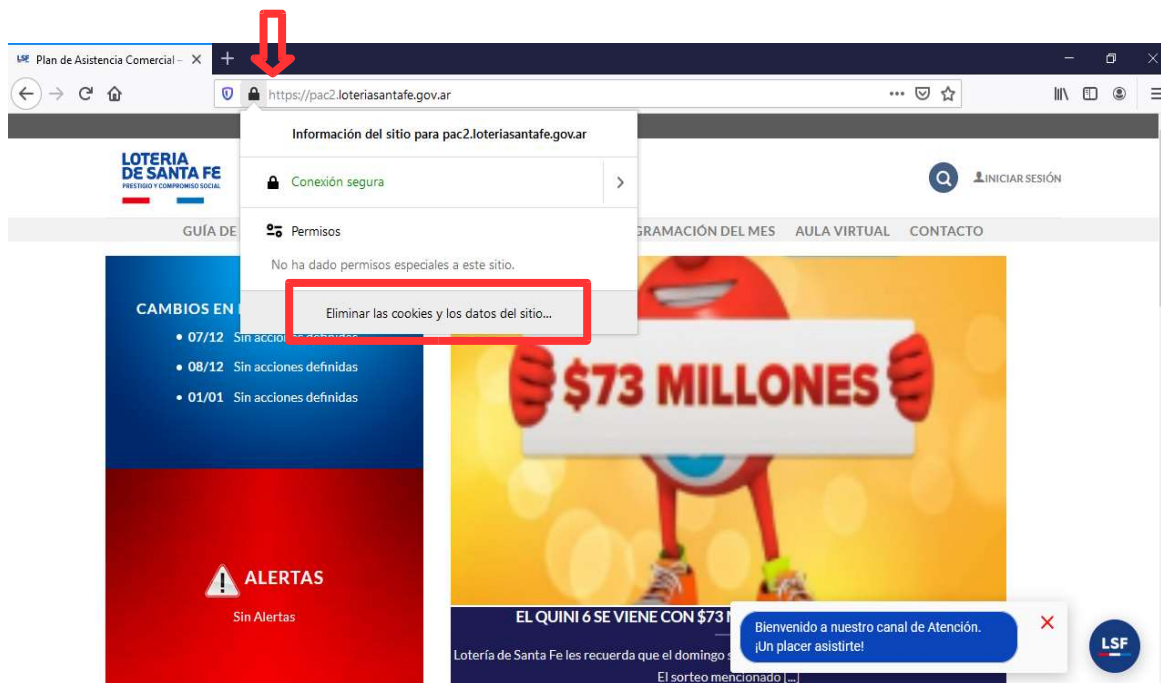 Plan de Asistencia Comercial –
https://pac2.loteriasantafe.gov.ar
Información del sitio para pac2.loteriasantafe.gov.ar
Conexión segura
Permisos
No ha dado permisos especiales a este sitio.
Eliminar las cookies y los datos del sitio...
LOTERIA
DE SANTA FE
PRESTIGIO Y COMPROMISO SOCIAL
INICIAR SESIÓN
GUÍA DE
GRAMACIÓN DEL MES AULA VIRTUAL CONTACTO
CAMBIOS EN
• 07/12 Sin acciones definidas
• 08/12 Sin acciones definidas
• 01/01 Sin acciones definidas
$73 MILLONES
ALERTAS
Sin Alertas
EL QUINI 6 SE VIENE CON $73
Lotería de Santa Fe les recuerda que el domingo
El sorteo mencionado [...]
Bienvenido a nuestro canal de Atención.
¡Un placer asistirte!
LSF